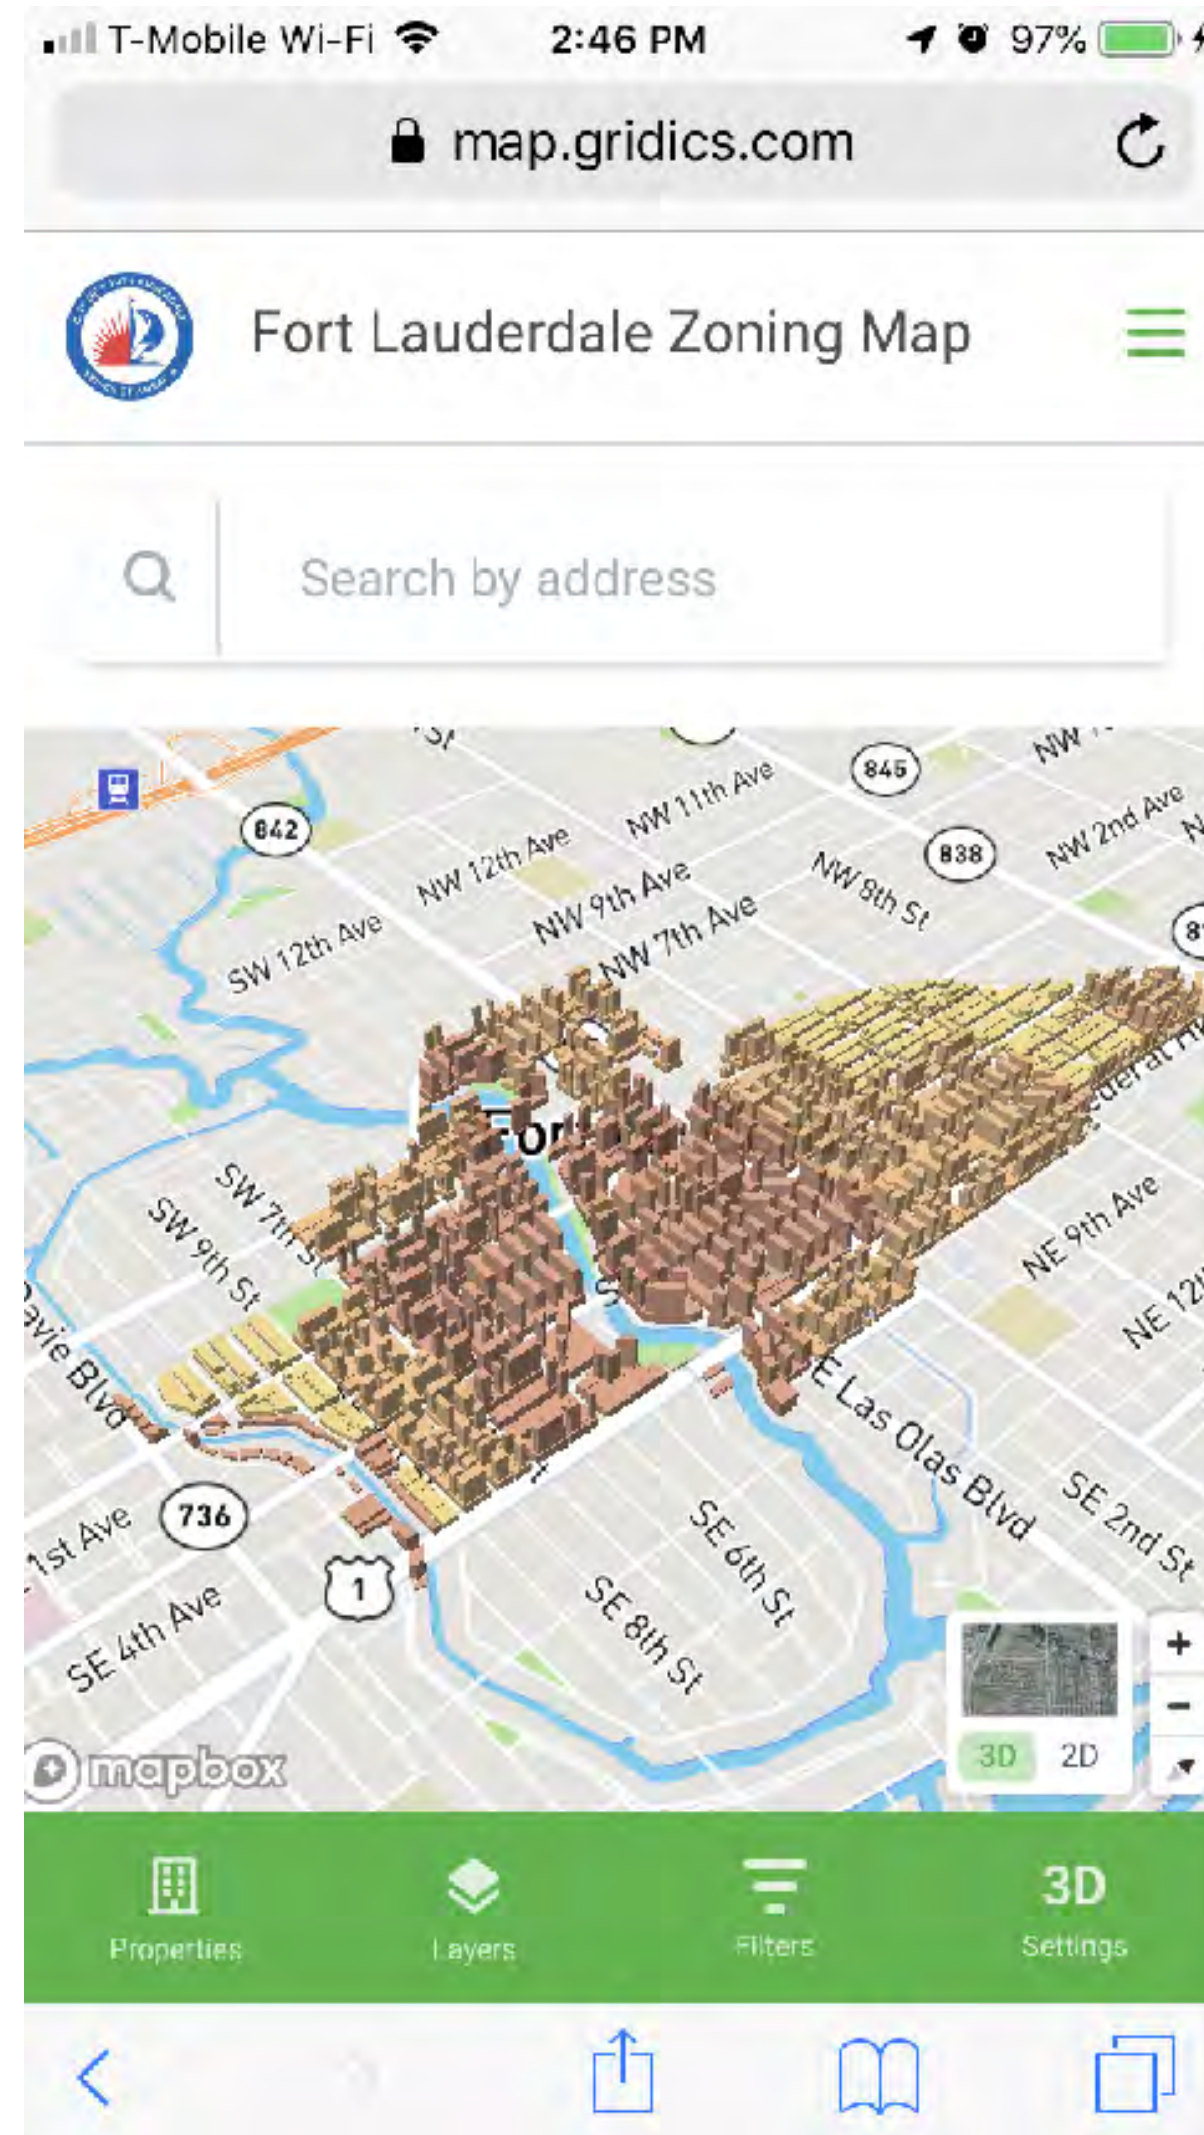 T-Mobile Wi-Fi 2:46 PM 97%
map.gridics.com
Fort Lauderdale Zoning Map
Search by address
St
842
845
838
NW 11th Ave
NW 2nd Ave
NW 12th Ave
NW 8th St
NW 9th Ave
NW 7th Ave
SW 12th Ave
SW 7th St
SW 9th St
NE 9th Ave
Blvd
E Las Olas Blvd
SE 2nd St
736
1
1st Ave
SE 4th Ave
SE 6th St
SE 8th St
+
−
3D 2D
mapbox
Properties
Layers
Filters
3D
Settings